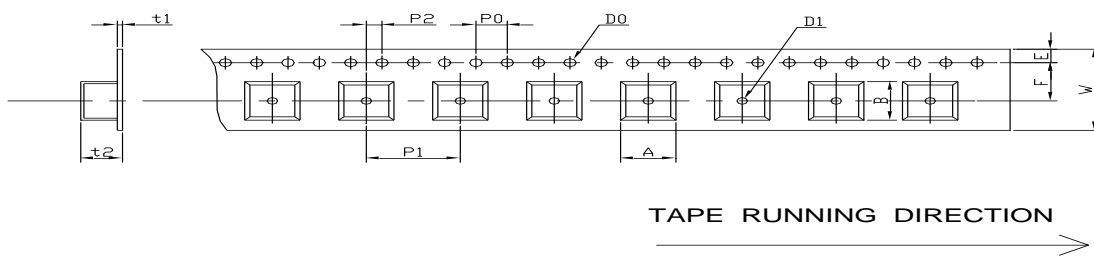 t1
P2
P0
D0
D1
E
F
W
B
t2
P1
A
TAPE RUNNING DIRECTION